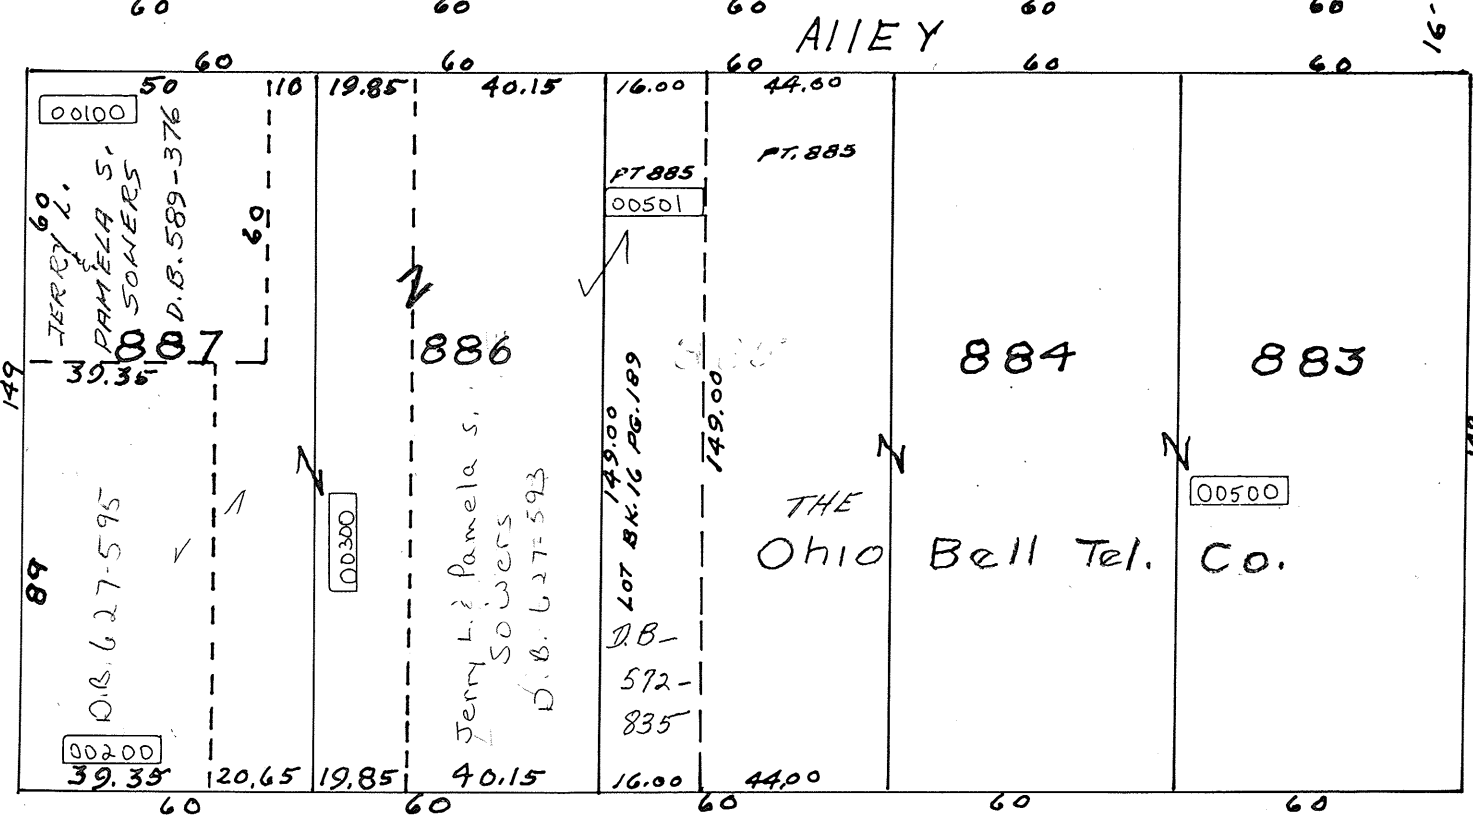 60 60 60 60 60
AllEY
16-
60 60 60 60 60
50 10 19.85 40.15 16.00 44.00
00100
JERRY L.
&
PAMELA S.
SOWERS
D.B. 589-376
60
60
PT 885
PT. 885
00501
887
886
884
883
39.35
149
149.00
149.00
LOT BK. 16 PG. 189
89
D.B. 627-595
00300
Jerry L. & Pamela S.
Sowers
D.B. 627-593
D.B-
572-
835
THE
Ohio Bell Tel. Co.
00500
00200
39.35 20.65 19.85 40.15 16.00 44.00
60 60 60 60 60